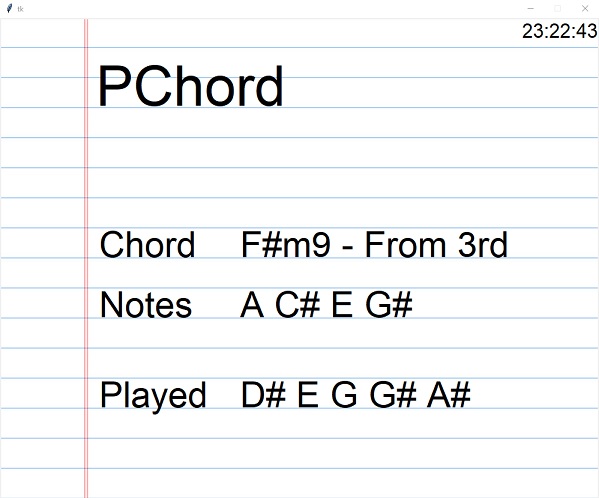 tk
23:22:43
PChord
Chord F#m9 - From 3rd
Notes A C# E G#
Played D# E G G# A#